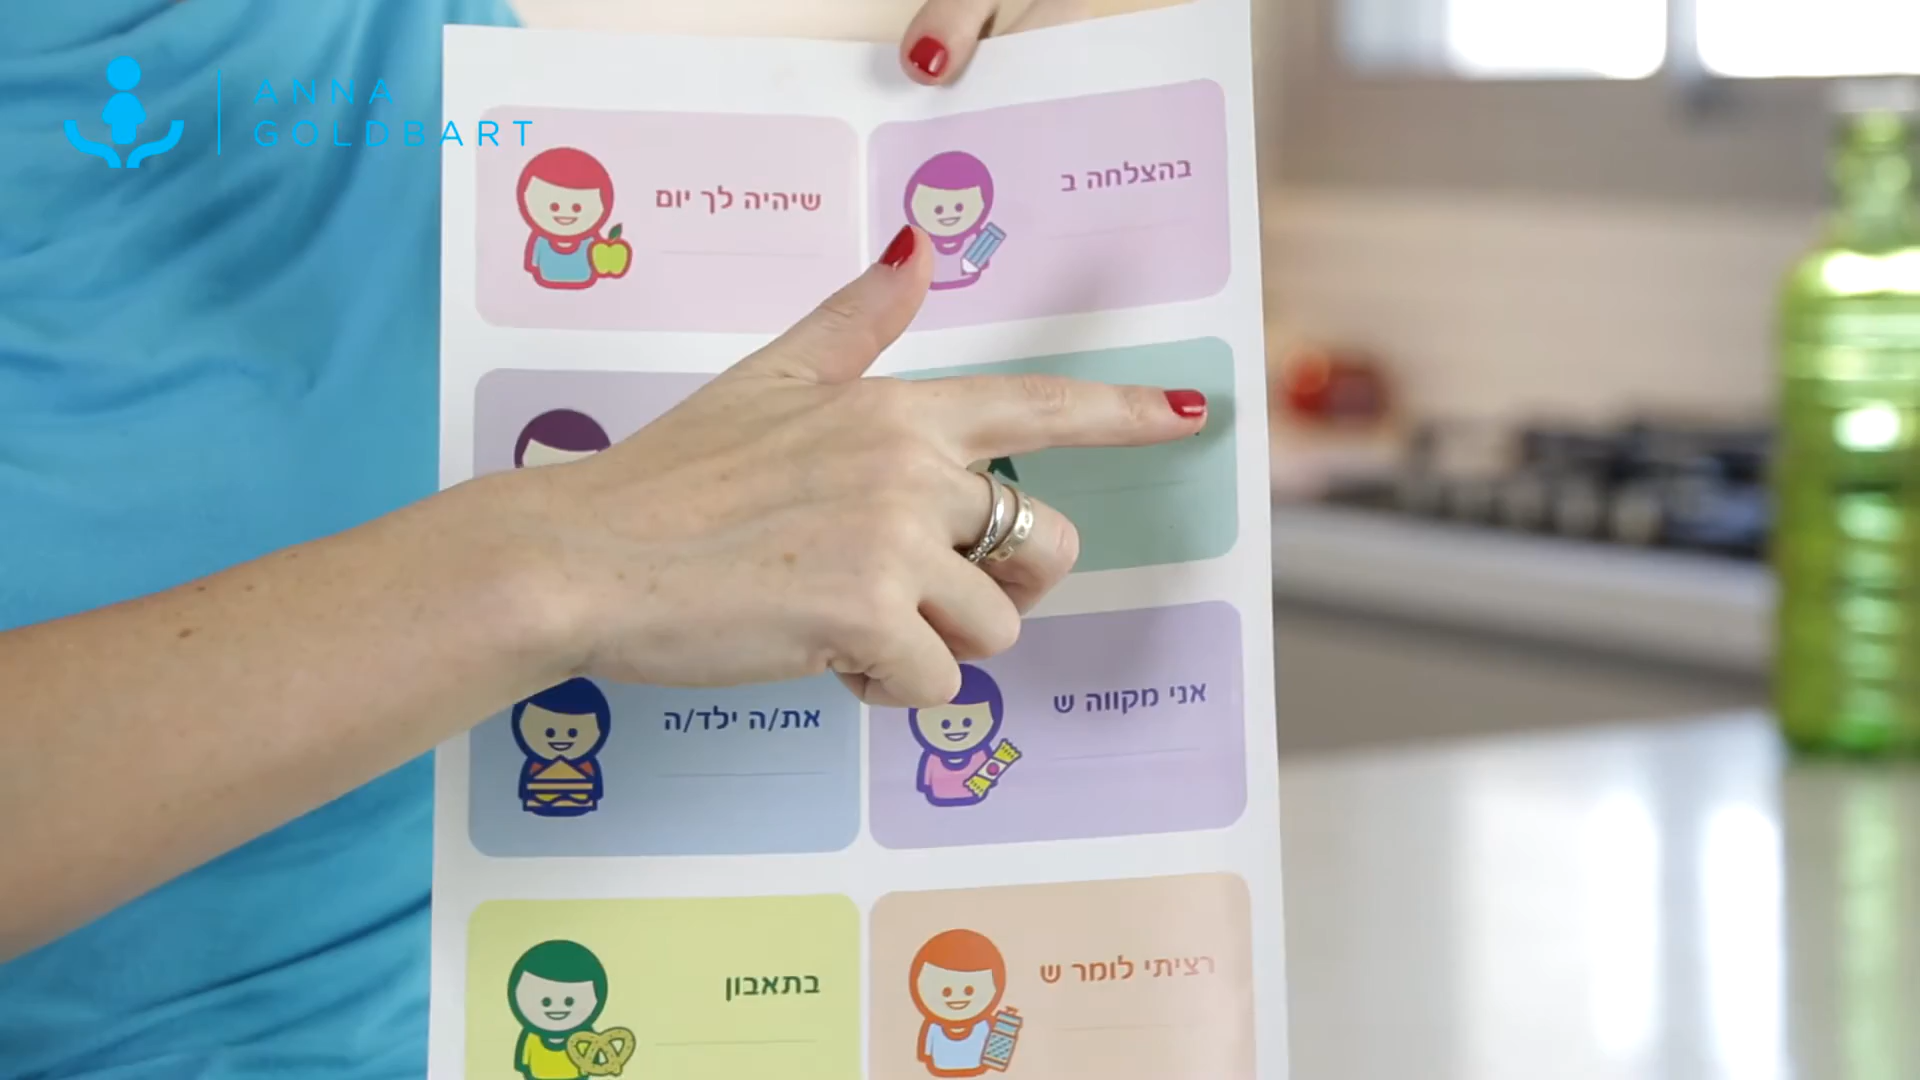 ANNA
GOLDBART
בהצלחה ב
שיהיה לך יום
אני מקווה ש
את/ה ילד/ה
רציתי לומר ש
בתאבון